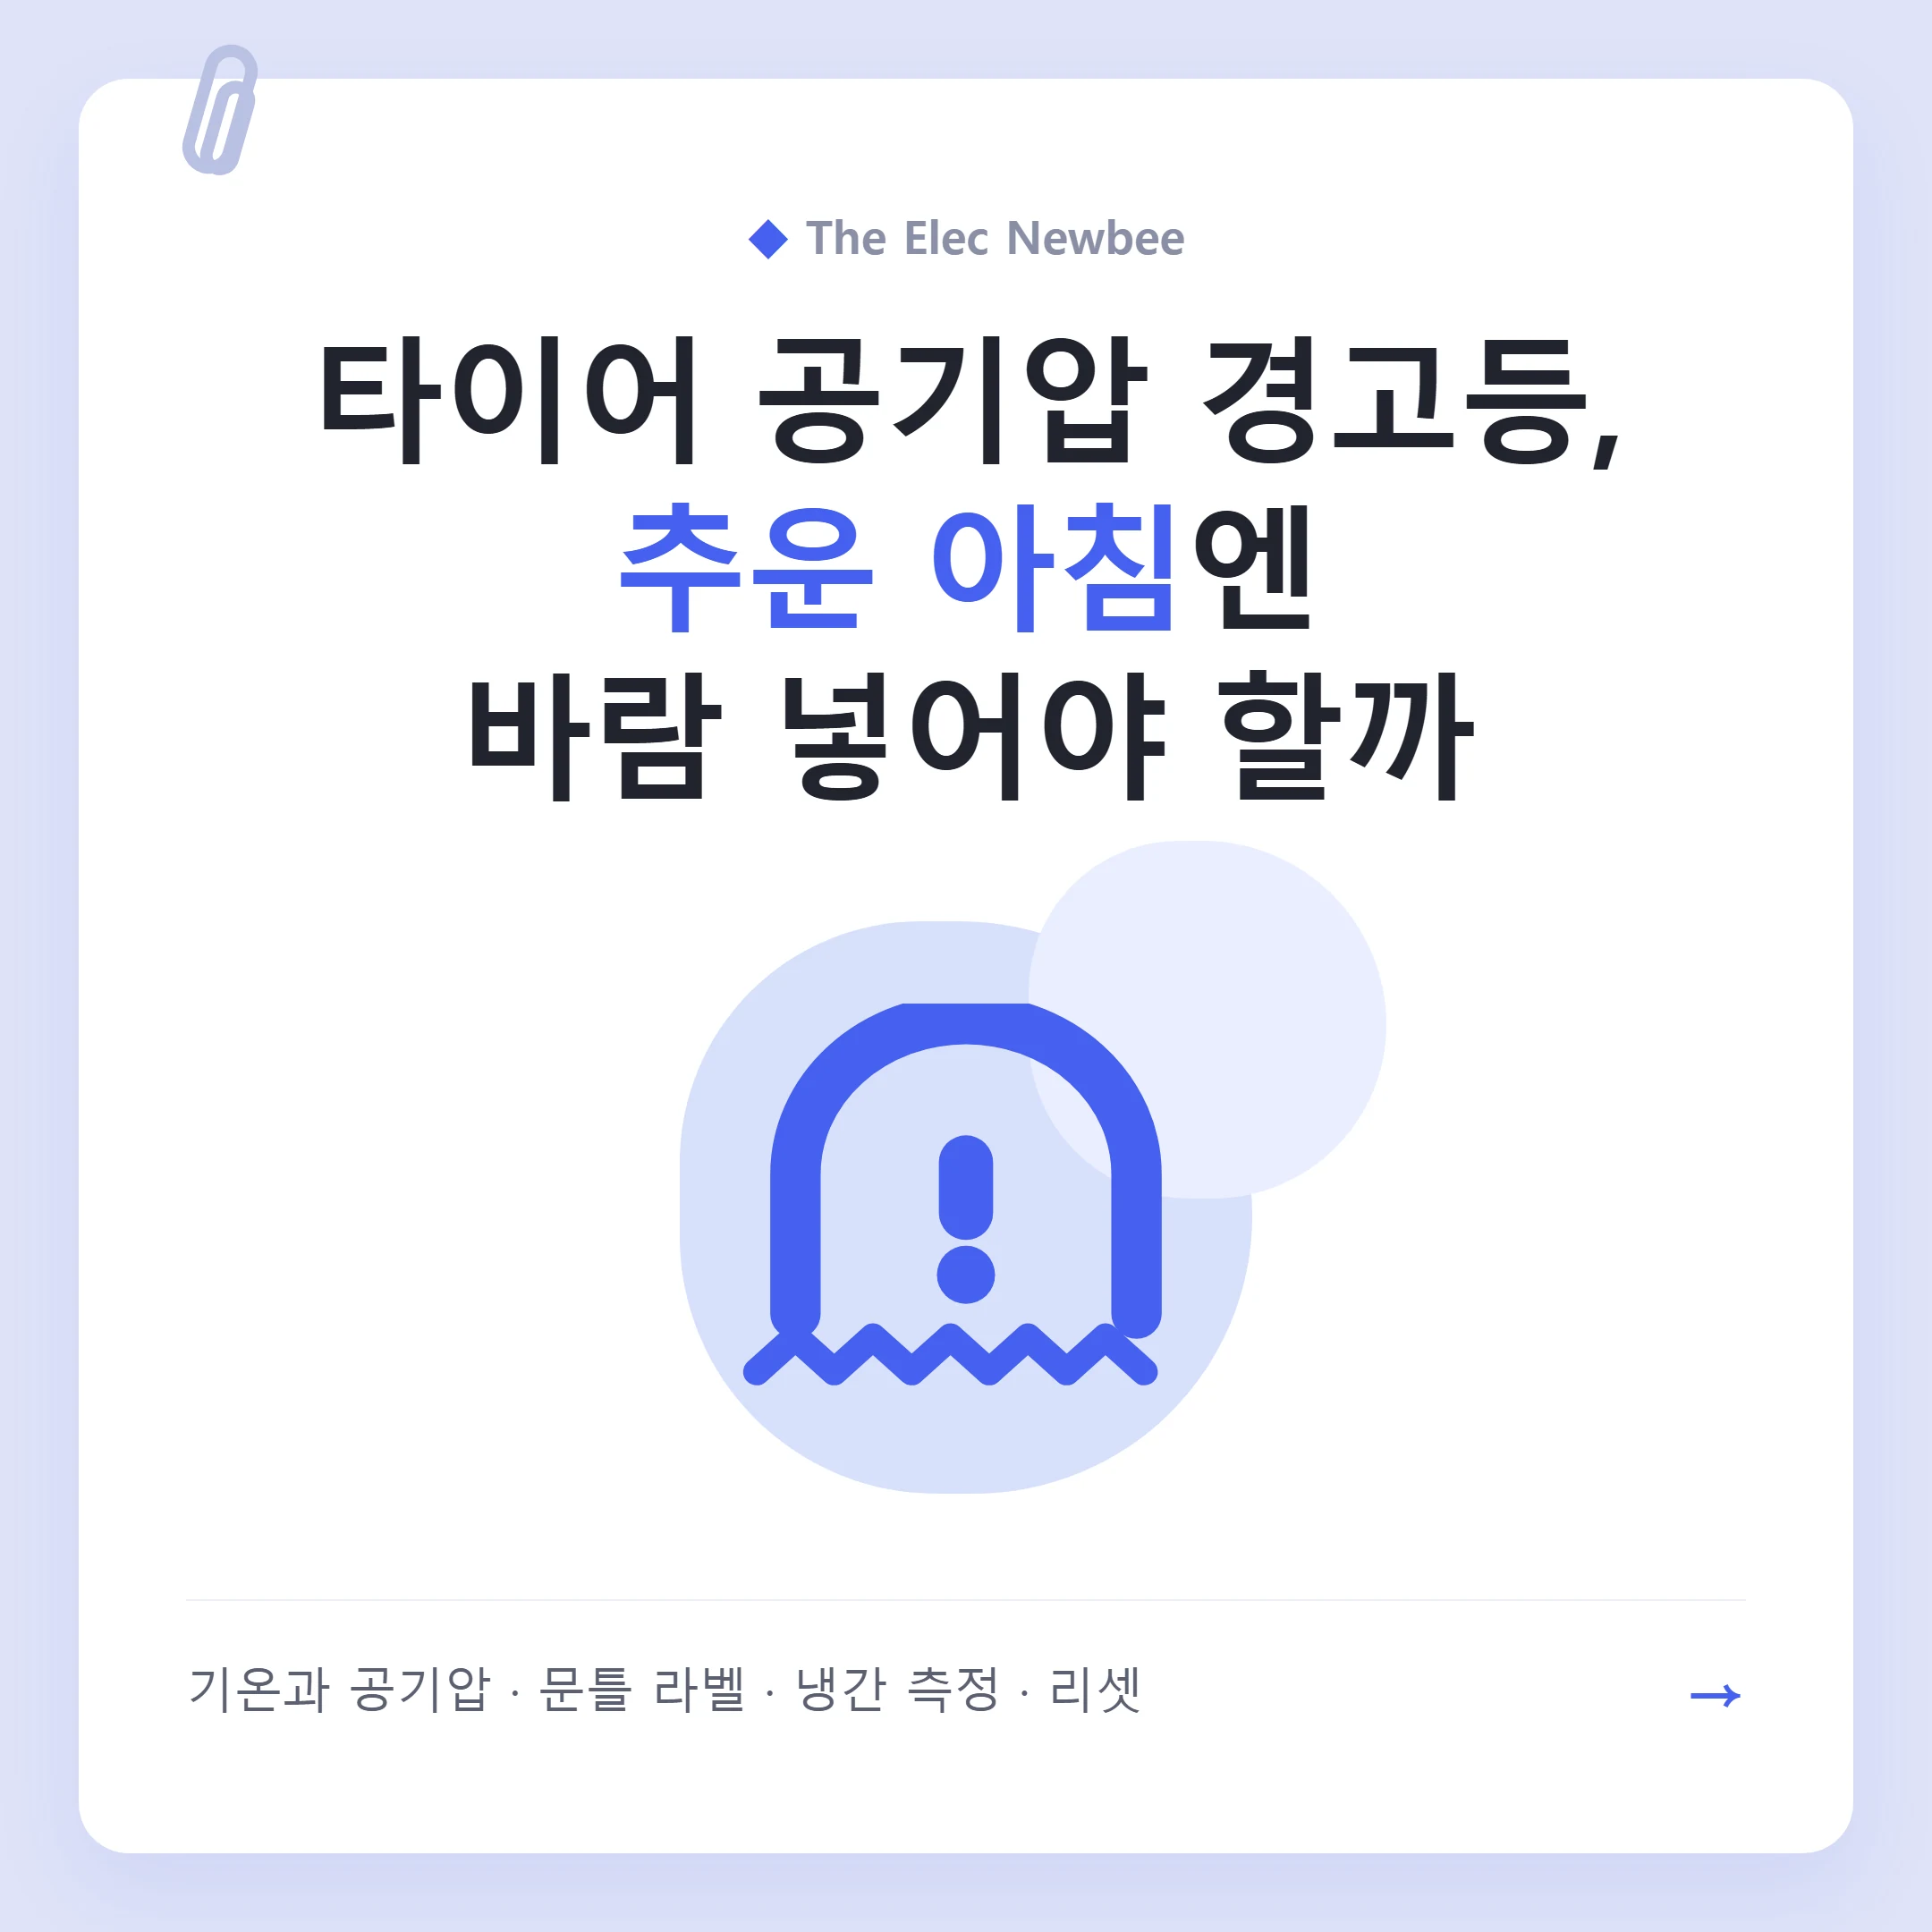 The Elec Newbee
타이어 공기압 경고등,
추운 아침엔
바람 넣어야 할까
기온과 공기압 · 문틀 라벨 · 냉간 측정 · 리셋